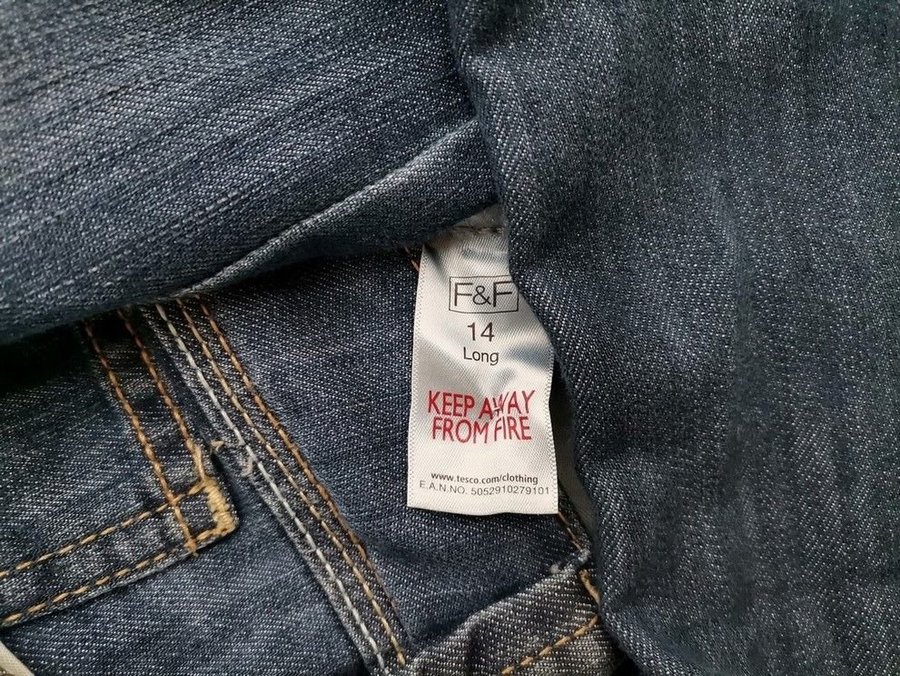 F&F
14
Long
KEEP AWAY
FROM FIRE
www.tesco.com/clothing
E.A.N.NO. 5052910279101